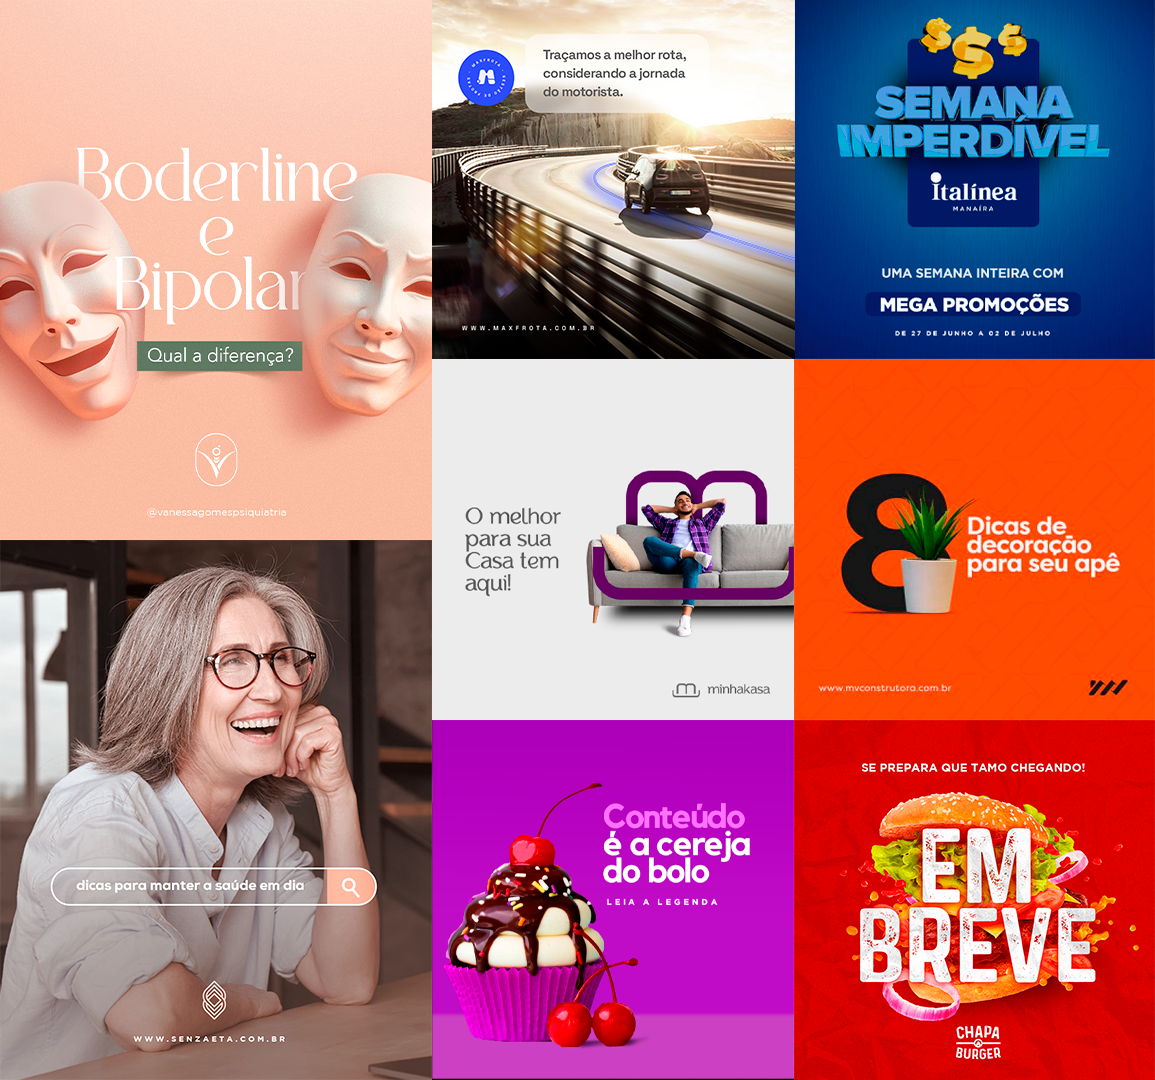 Boderline
e
Bipolar
Qual a diferença?
@vanessagomespsiquiatria
Traçamos a melhor rota,
considerando a jornada
do motorista.
WWW.MAXFROTA.COM.BR
SEMANA
IMPERDÍVEL
Italínea
MANAÍRA
UMA SEMANA INTEIRA COM
MEGA PROMOÇÕES
DE 27 DE JUNHO A 02 DE JULHO
O melhor
para sua
Casa tem
aqui!
minhakasa
8
Dicas de
decoração
para seu apê
www.mvconstrutora.com.br
dicas para manter a saúde em dia
WWW.SENZAETA.COM.BR
Conteúdo
é a cereja
do bolo
LEIA A LEGENDA
SE PREPARA QUE TAMO CHEGANDO!
EM
BREVE
CHAPA
BURGER